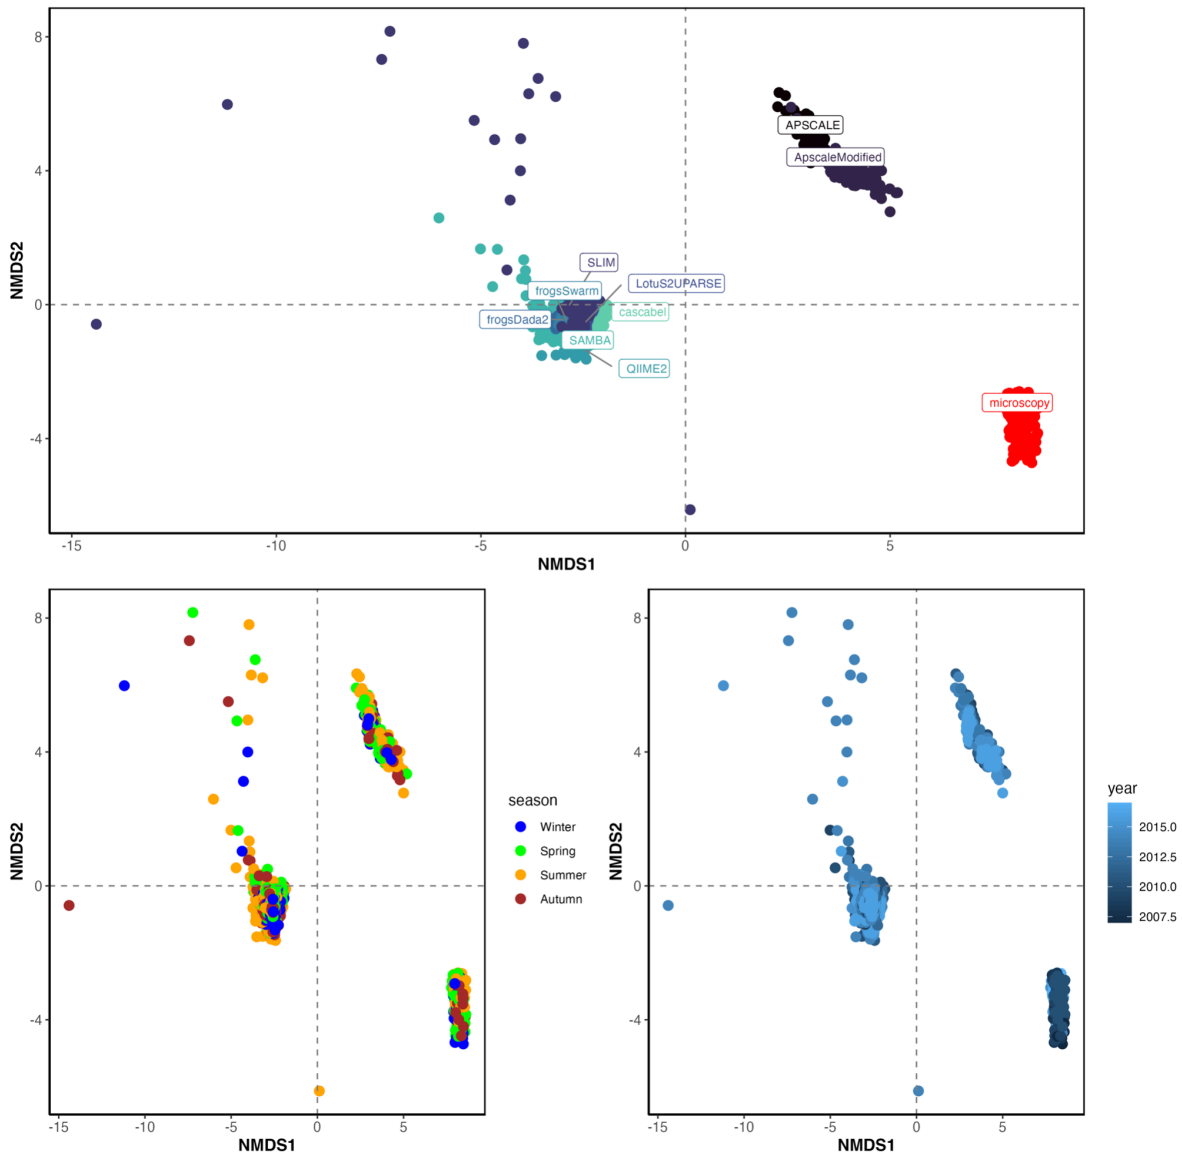 8
4
0
-4
NMDS2
APSCALE
ApscaleModified
SLIM
LotuS2UPARSE
frogsSwarm
cascabel
frogsDada2
SAMBA
QIIME2
microscopy
-15
-10
-5
0
5
NMDS1
8
4
0
-4
NMDS2
-15
-10
-5
0
5
NMDS1
season
Winter
Spring
Summer
Autumn
8
4
0
-4
NMDS2
-15
-10
-5
0
5
NMDS1
year
2015.0
2012.5
2010.0
2007.5